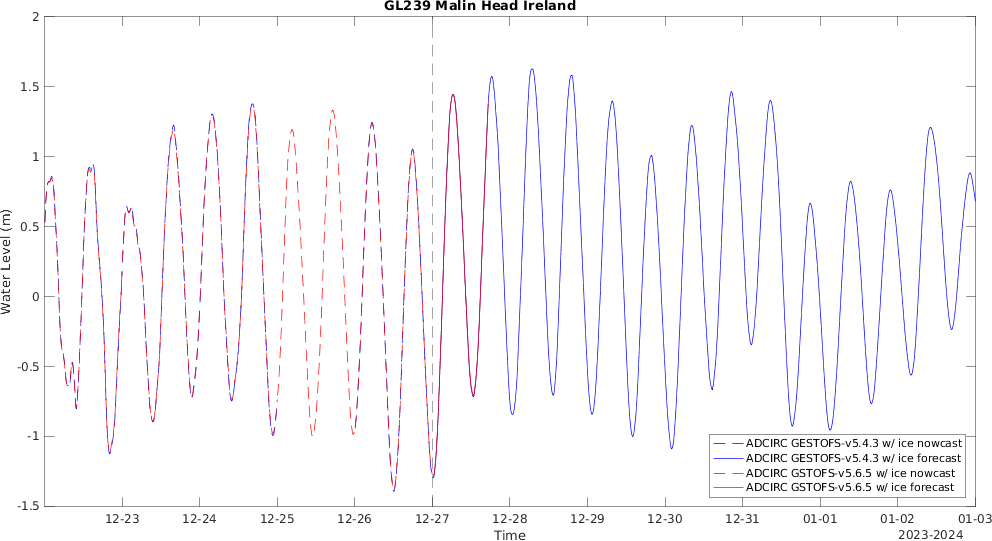 GL239 Malin Head Ireland
2
1.5
1
0.5
0
-0.5
-1
-1.5
Water Level (m)
ADCIRC GESTOFS-v5.4.3 w/ ice nowcast
ADCIRC GESTOFS-v5.4.3 w/ ice forecast
ADCIRC GSTOFS-v5.6.5 w/ ice nowcast
ADCIRC GSTOFS-v5.6.5 w/ ice forecast
12-23 12-24 12-25 12-26 12-27 12-28 12-29 12-30 12-31 01-01 01-02 01-03
Time
2023-2024